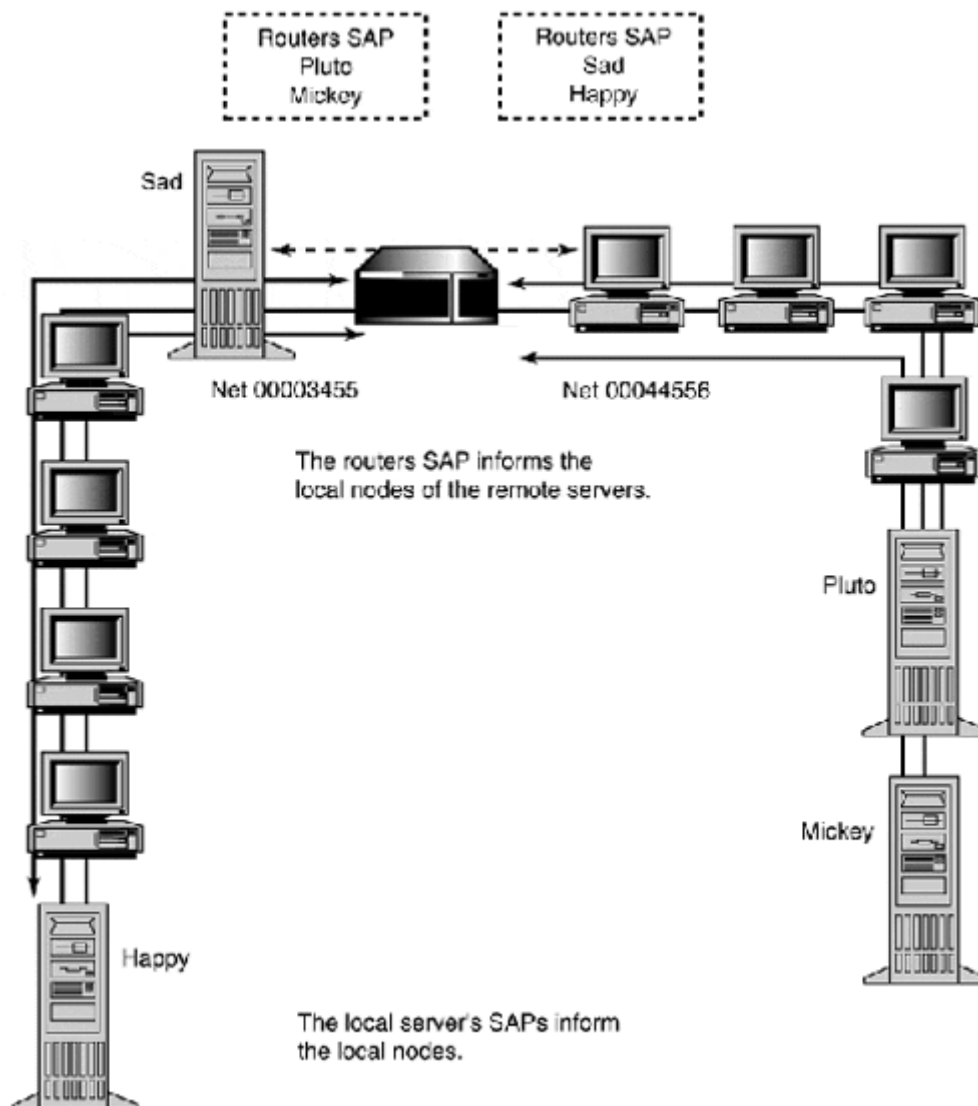 Routers SAP
Pluto
Mickey
Routers SAP
Sad
Happy
Sad
Net 00003455
Net 00044556
The routers SAP informs the
local nodes of the remote servers.
Pluto
Mickey
Happy
The local server's SAPs inform
the local nodes.